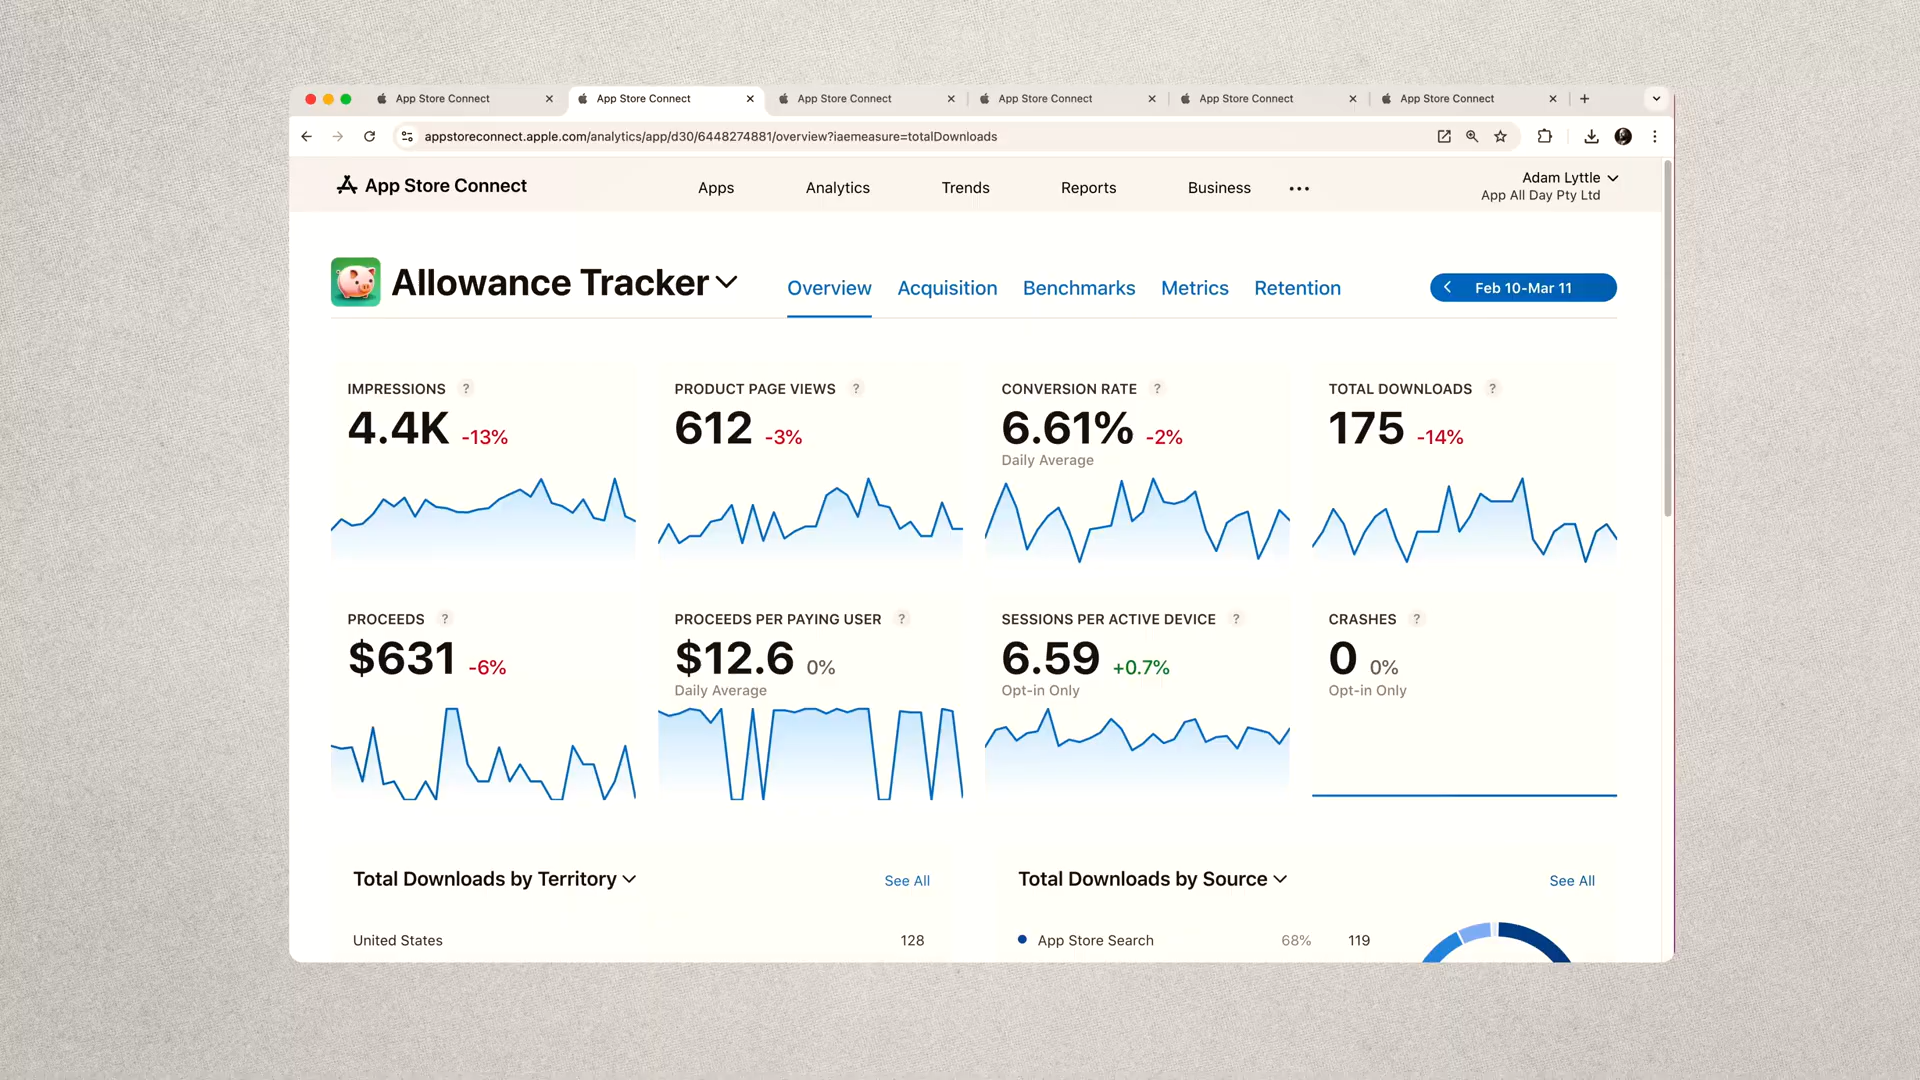 App Store Connect
App Store Connect
App Store Connect
App Store Connect
App Store Connect
App Store Connect
appstoreconnect.apple.com/analytics/app/d30/6448274881/overview?iaemeasure=totalDownloads
App Store Connect
Apps
Analytics
Trends
Reports
Business
Adam Lyttle
App All Day Pty Ltd
Allowance Tracker
Overview
Acquisition
Benchmarks
Metrics
Retention
Feb 10-Mar 11
IMPRESSIONS ?
4.4K -13%
PRODUCT PAGE VIEWS ?
612 -3%
CONVERSION RATE ?
6.61% -2%
Daily Average
TOTAL DOWNLOADS ?
175 -14%
PROCEEDS ?
$631 -6%
PROCEEDS PER PAYING USER ?
$12.6 0%
Daily Average
SESSIONS PER ACTIVE DEVICE ?
6.59 +0.7%
Opt-in Only
CRASHES ?
0 0%
Opt-in Only
Total Downloads by Territory
See All
United States 128
Total Downloads by Source
See All
App Store Search 68% 119